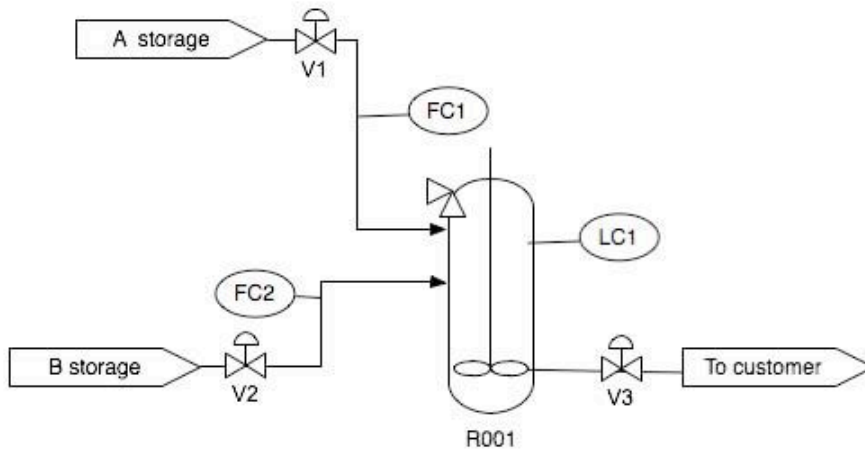 A storage
V1
FC1
LC1
FC2
B storage
V2
V3
To customer
R001